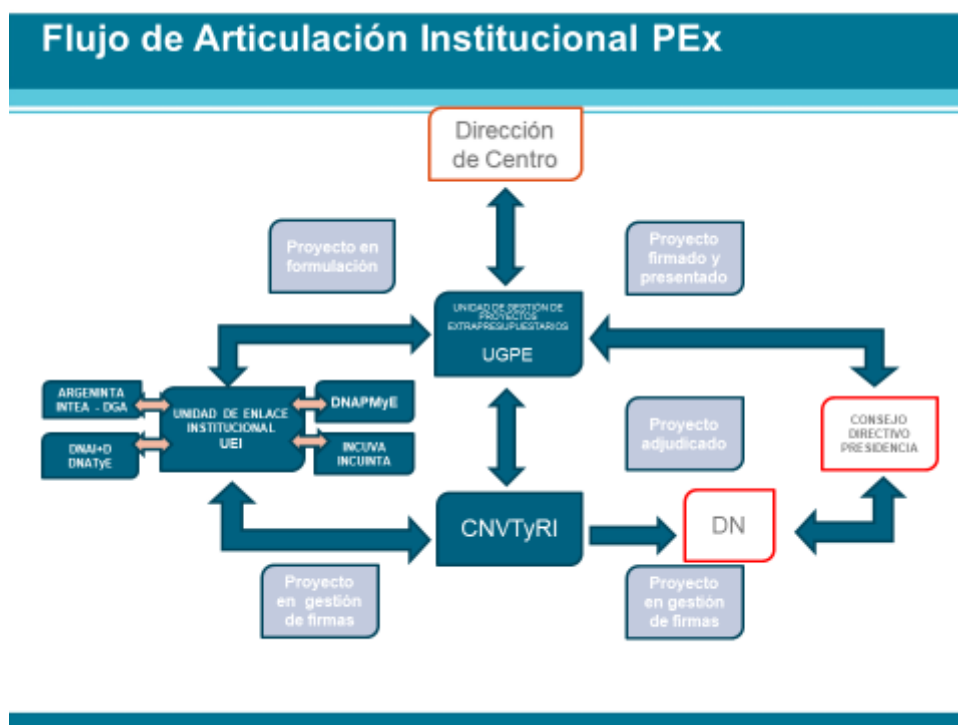 Flujo de Articulación Institucional PEx
Dirección
de Centro
Proyecto en
formulación
Proyecto
firmado y
presentado
UNIDAD DE GESTIÓN DE
PROYECTOS
EXTRAPRESUPUESTARIOS
UGPE
ARGENINTA
INTEA - DGA
UNIDAD DE ENLACE
INSTITUCIONAL
UEI
DNAPMyE
DNAI+D
DNATyE
INCUVA
INCUINTA
Proyecto
adjudicado
CONSEJO
DIRECTIVO
PRESIDENCIA
CNVTyRI
DN
Proyecto
en gestión
de firmas
Proyecto
en gestión
de firmas